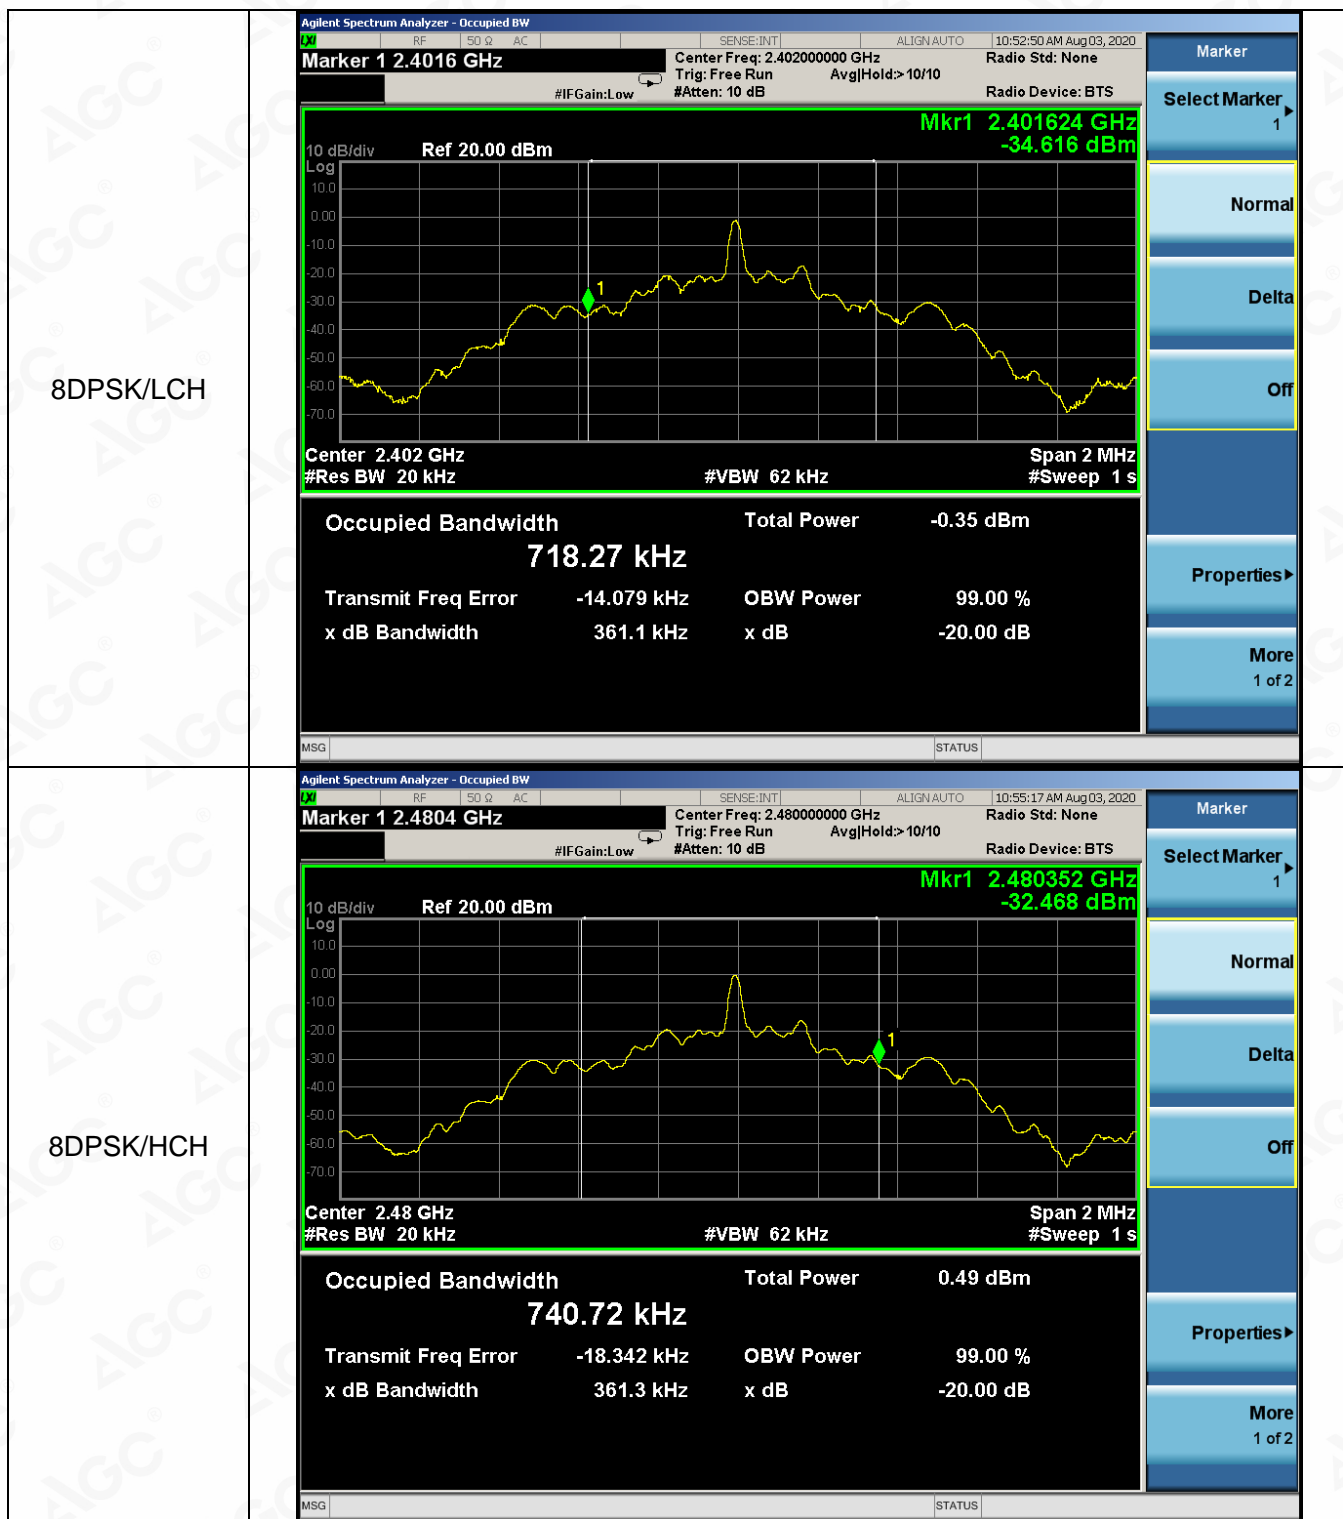 8DPSK/LCH
Agilent Spectrum Analyzer - Occupied BW
LXI RF 50 Ω AC SENSE:INT ALIGN AUTO 10:52:50 AM Aug 03, 2020
Marker 1 2.4016 GHz
Center Freq: 2.402000000 GHz
Radio Std: None
Trig: Free Run Avg|Hold:> 10/10
#IFGain:Low #Atten: 10 dB
Radio Device: BTS
Mkr1 2.401624 GHz
-34.616 dBm
10 dB/div Ref 20.00 dBm
Log
10.0
0.00
-10.0
-20.0
-30.0
-40.0
-50.0
-60.0
-70.0
1
Center 2.402 GHz Span 2 MHz
#Res BW 20 kHz #VBW 62 kHz #Sweep 1 s
Occupied Bandwidth Total Power -0.35 dBm
718.27 kHz
Transmit Freq Error -14.079 kHz OBW Power 99.00 %
x dB Bandwidth 361.1 kHz x dB -20.00 dB
MSG STATUS
Marker
Select Marker
1
Normal
Delta
Off
Properties
More
1 of 2
8DPSK/HCH
Agilent Spectrum Analyzer - Occupied BW
LXI RF 50 Ω AC SENSE:INT ALIGN AUTO 10:55:17 AM Aug 03, 2020
Marker 1 2.4804 GHz
Center Freq: 2.480000000 GHz
Radio Std: None
Trig: Free Run Avg|Hold:> 10/10
#IFGain:Low #Atten: 10 dB
Radio Device: BTS
Mkr1 2.480352 GHz
-32.468 dBm
10 dB/div Ref 20.00 dBm
Log
10.0
0.00
-10.0
-20.0
-30.0
-40.0
-50.0
-60.0
-70.0
1
Center 2.48 GHz Span 2 MHz
#Res BW 20 kHz #VBW 62 kHz #Sweep 1 s
Occupied Bandwidth Total Power 0.49 dBm
740.72 kHz
Transmit Freq Error -18.342 kHz OBW Power 99.00 %
x dB Bandwidth 361.3 kHz x dB -20.00 dB
MSG STATUS
Marker
Select Marker
1
Normal
Delta
Off
Properties
More
1 of 2